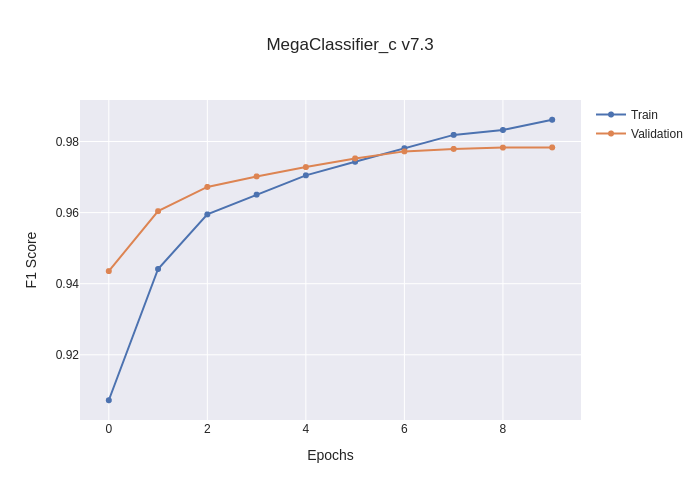 MegaClassifier_c v7.3
Train
Validation
0.98
0.96
0.94
0.92
F1 Score
0 2 4 6 8
Epochs